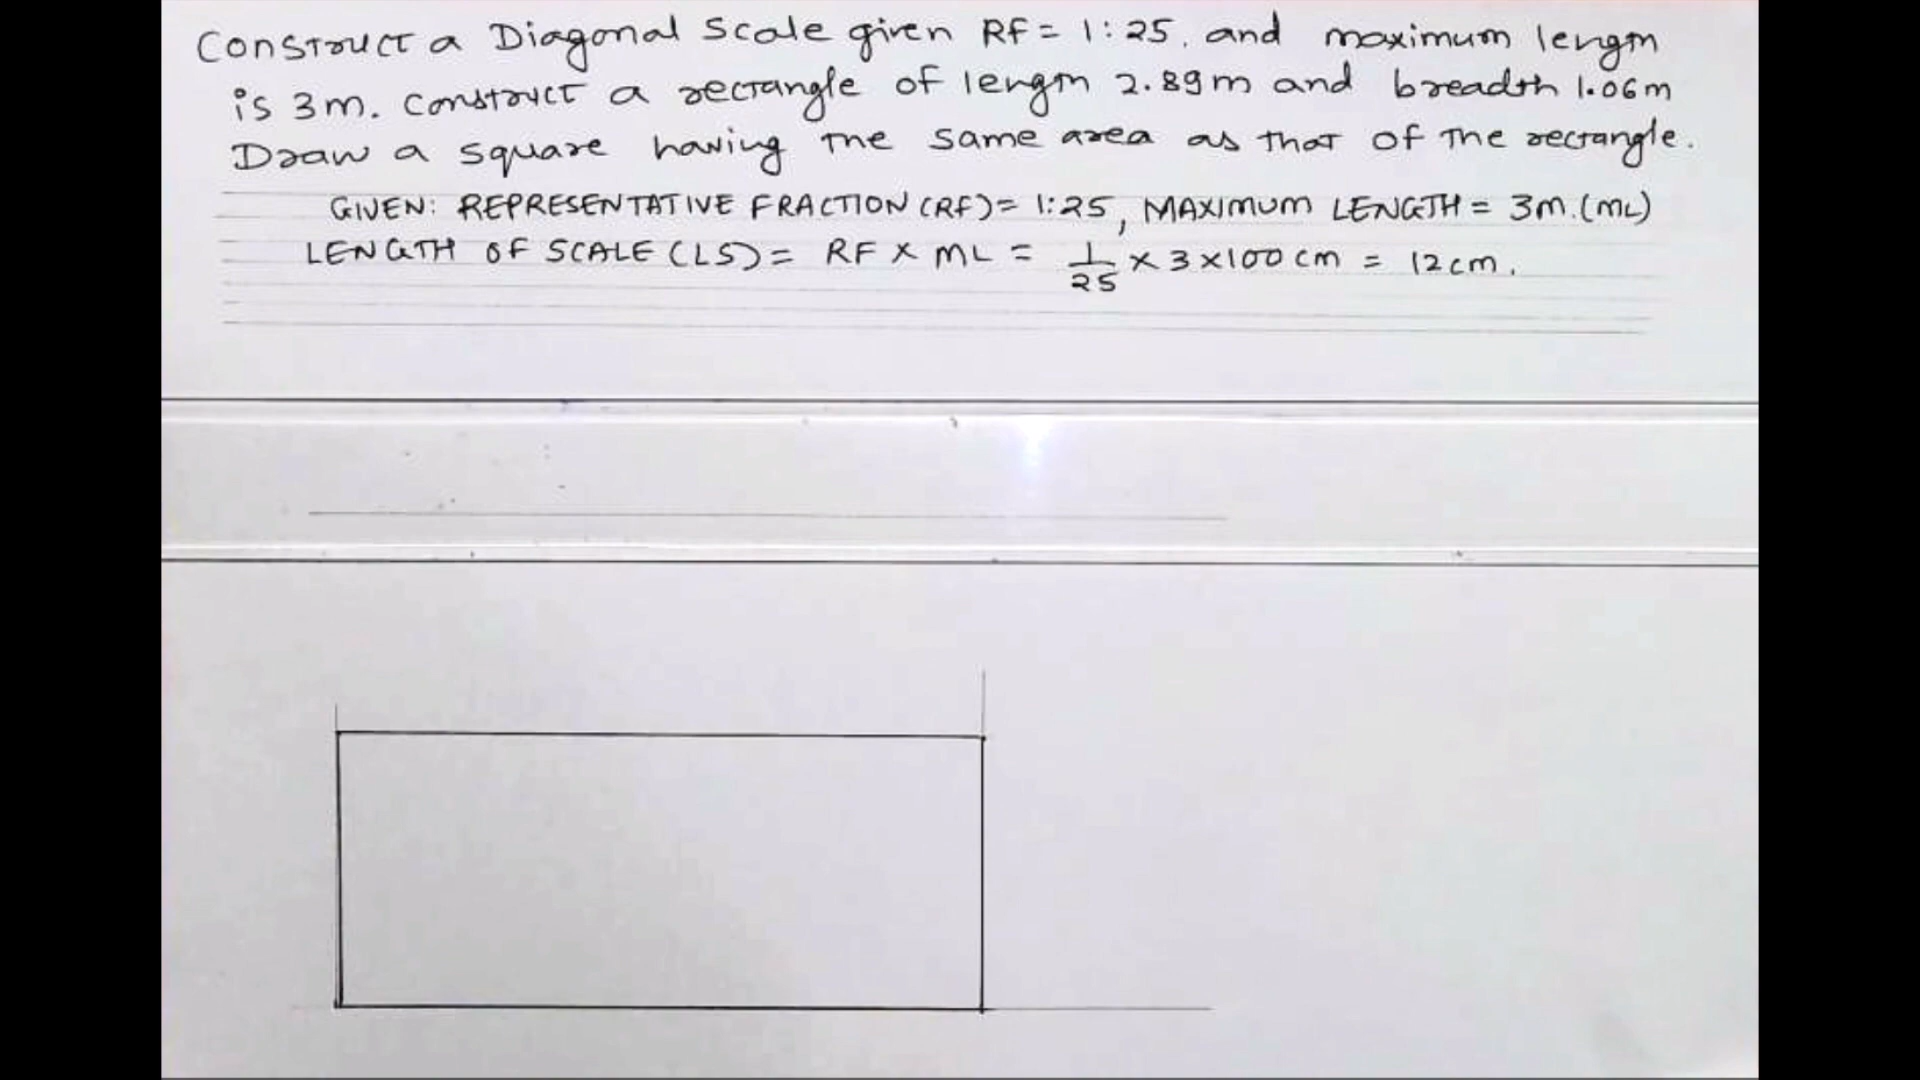 Construct a Diagonal Scale given RF = 1:25. and maximum length
is 3m. Construct a rectangle of length 2.89m and breadth 1.06m
Draw a square having the same area as that of the rectangle.
GIVEN: REPRESENTATIVE FRACTION (RF) = 1:25, MAXIMUM LENGTH = 3m.(ML)
LENGTH OF SCALE (LS) = RF X ML = 1/25 × 3 ×100 cm = 12cm.